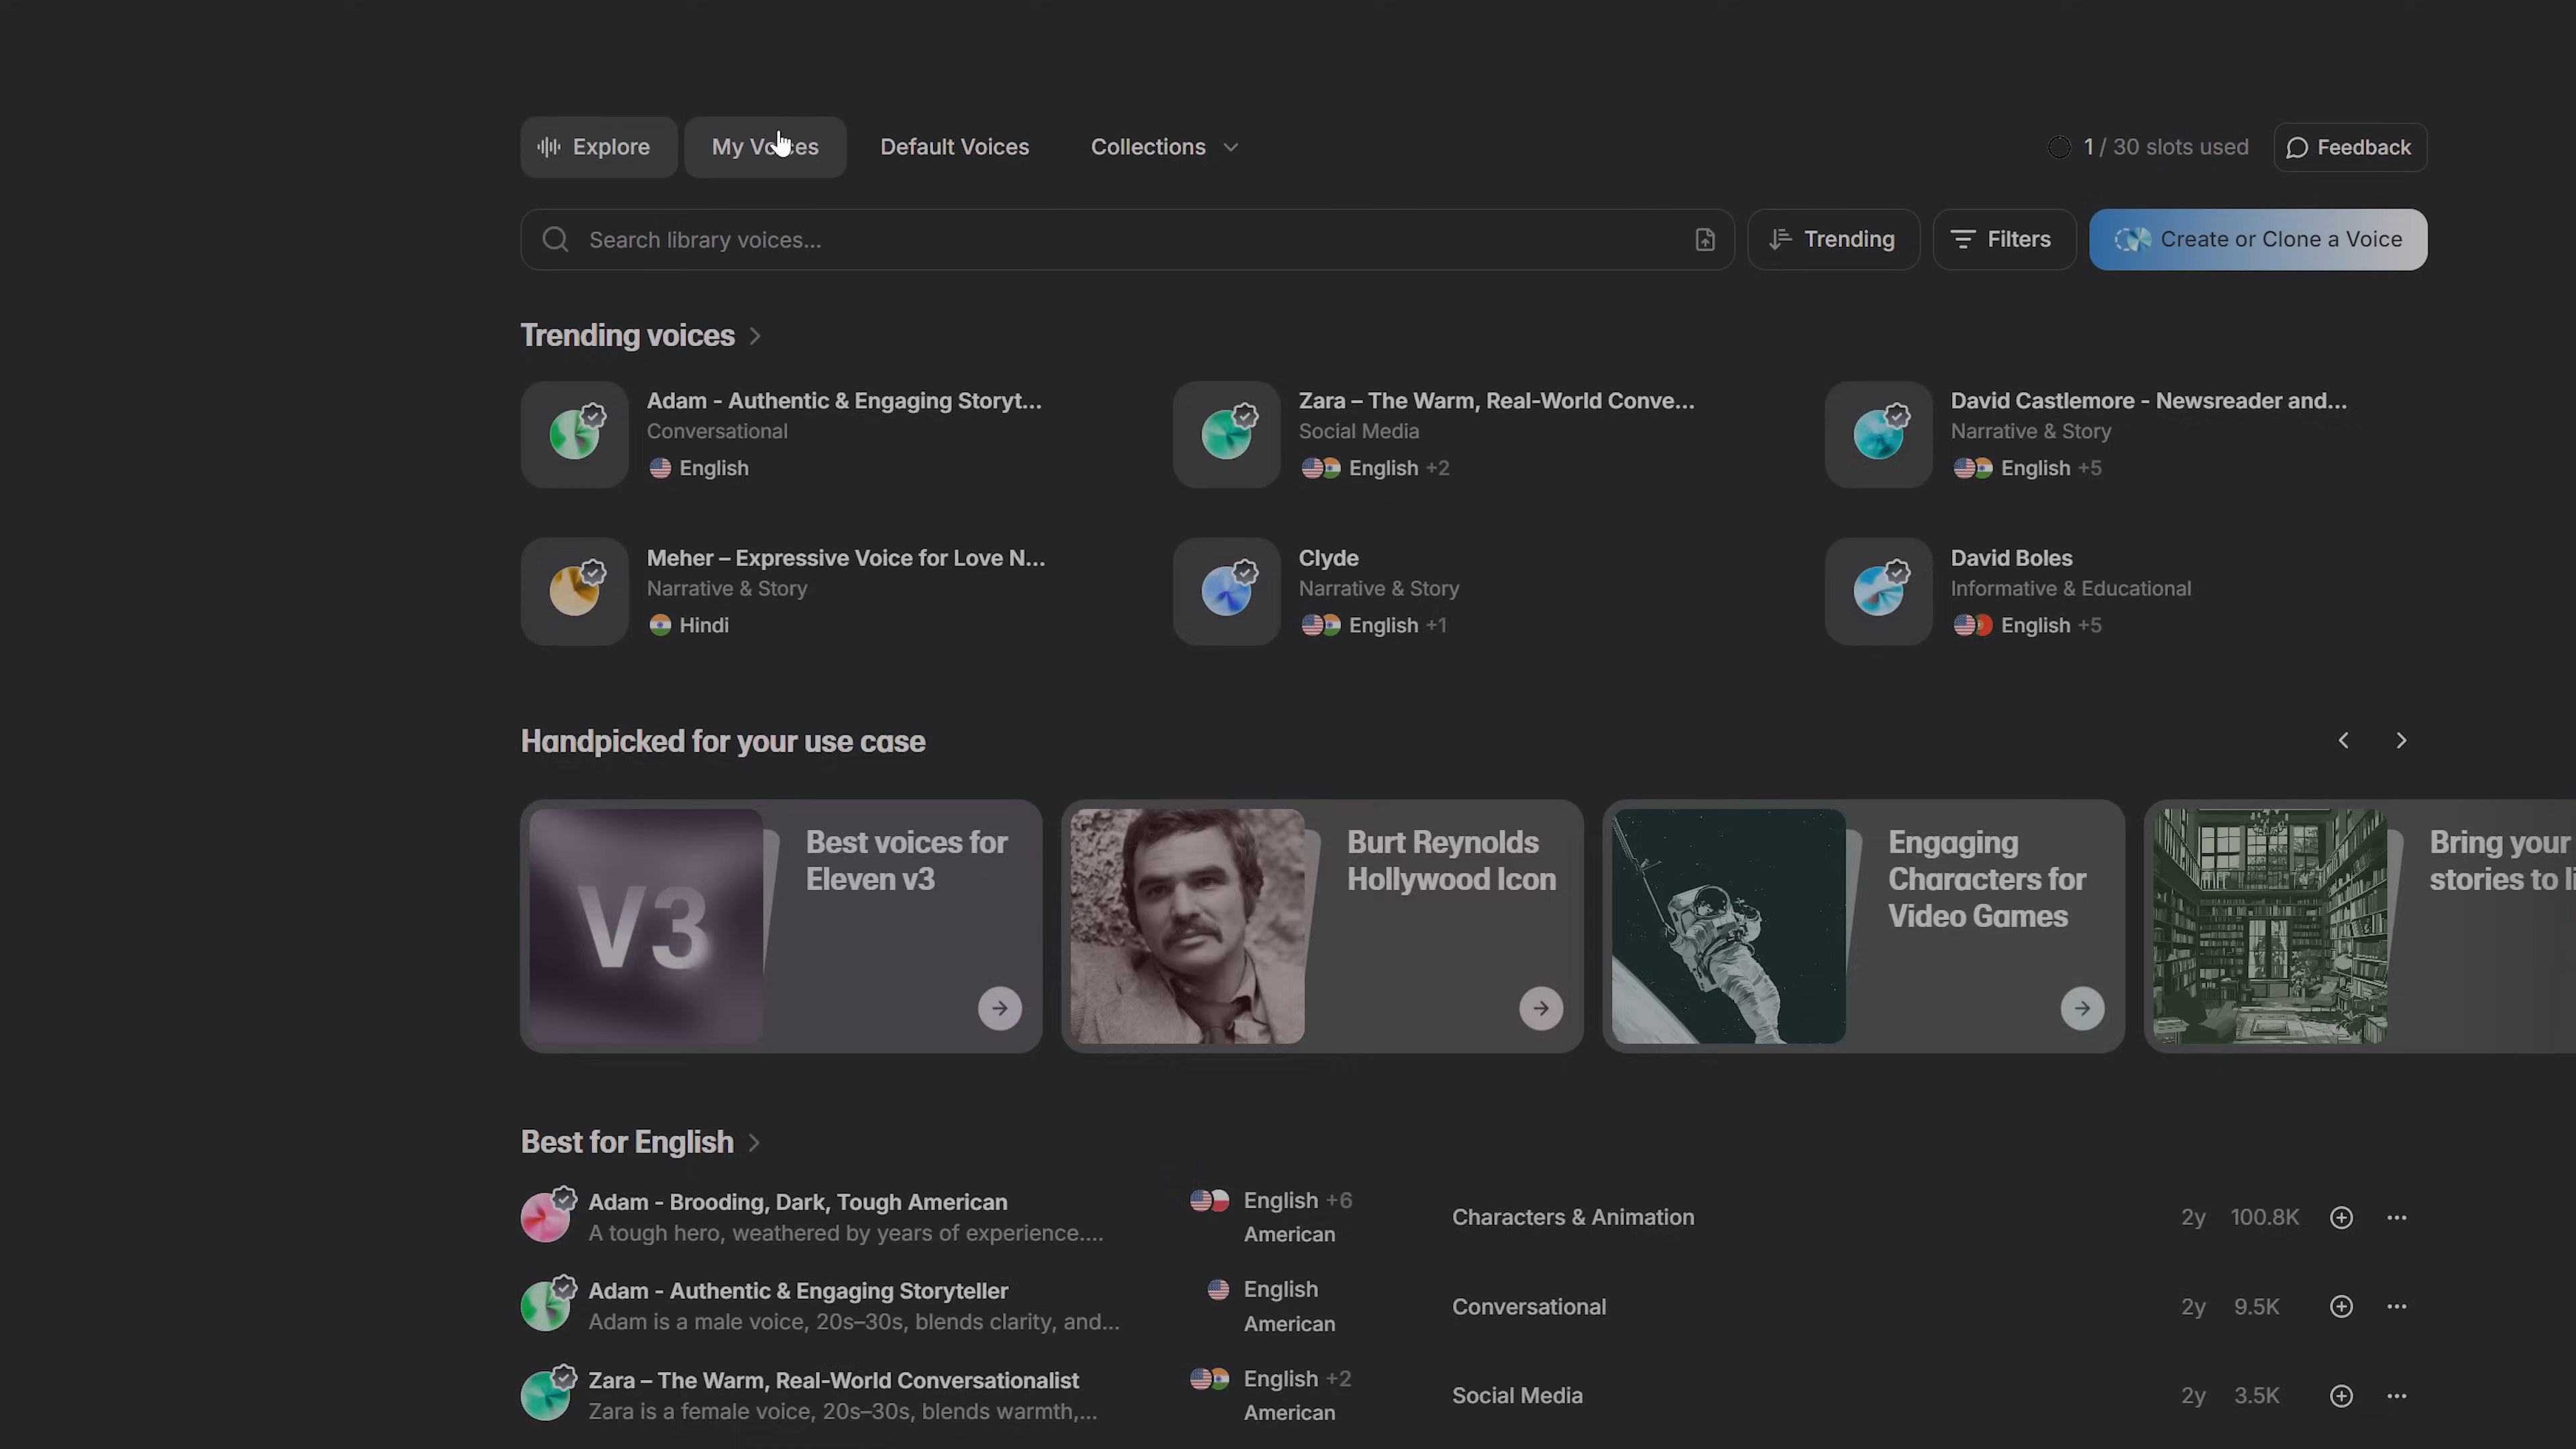 Explore
My Voices
Default Voices
Collections
1 / 30 slots used
Feedback
Search library voices...
Trending
Filters
Create or Clone a Voice
Trending voices
Adam - Authentic & Engaging Storyt...
Conversational
English
Zara – The Warm, Real-World Conve...
Social Media
English +2
David Castlemore - Newsreader and...
Narrative & Story
English +5
Meher – Expressive Voice for Love N...
Narrative & Story
Hindi
Clyde
Narrative & Story
English +1
David Boles
Informative & Educational
English +5
Handpicked for your use case
V3
Best voices for
Eleven v3
Burt Reynolds
Hollywood Icon
Engaging
Characters for
Video Games
Bring your
stories to li
Best for English
Adam - Brooding, Dark, Tough American
A tough hero, weathered by years of experience....
English +6
American
Characters & Animation
2y
100.8K
Adam - Authentic & Engaging Storyteller
Adam is a male voice, 20s–30s, blends clarity, and...
English
American
Conversational
2y
9.5K
Zara – The Warm, Real-World Conversationalist
Zara is a female voice, 20s–30s, blends warmth,...
English +2
American
Social Media
2y
3.5K